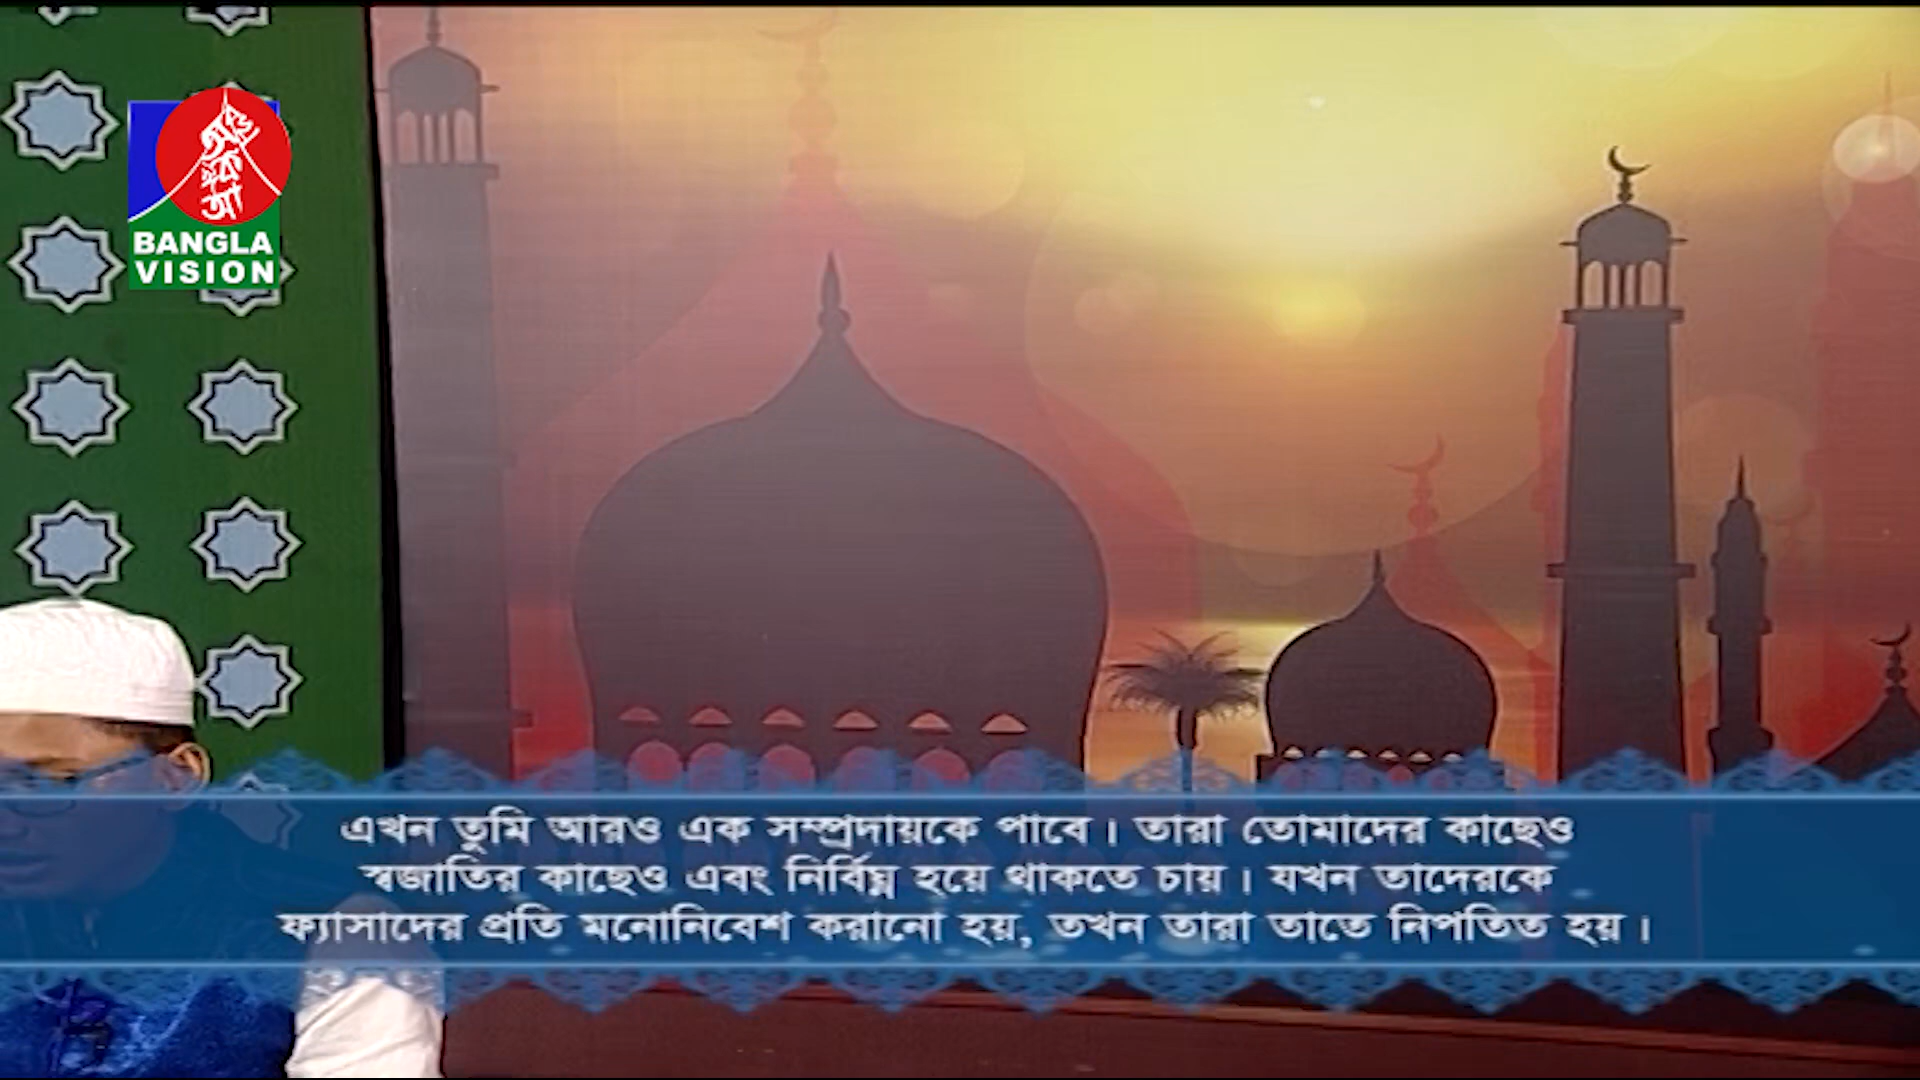 BANGLA
VISION
এখন তুমি আরও এক সম্প্রদায়কে পাবে। তারা তোমাদের কাছেও
স্বজাতির কাছেও এবং নির্বিঘ্ন হয়ে থাকতে চায়। যখন তাদেরকে
ফ্যাসাদের প্রতি মনোনিবেশ করানো হয়, তখন তারা তাতে নিপতিত হয়।